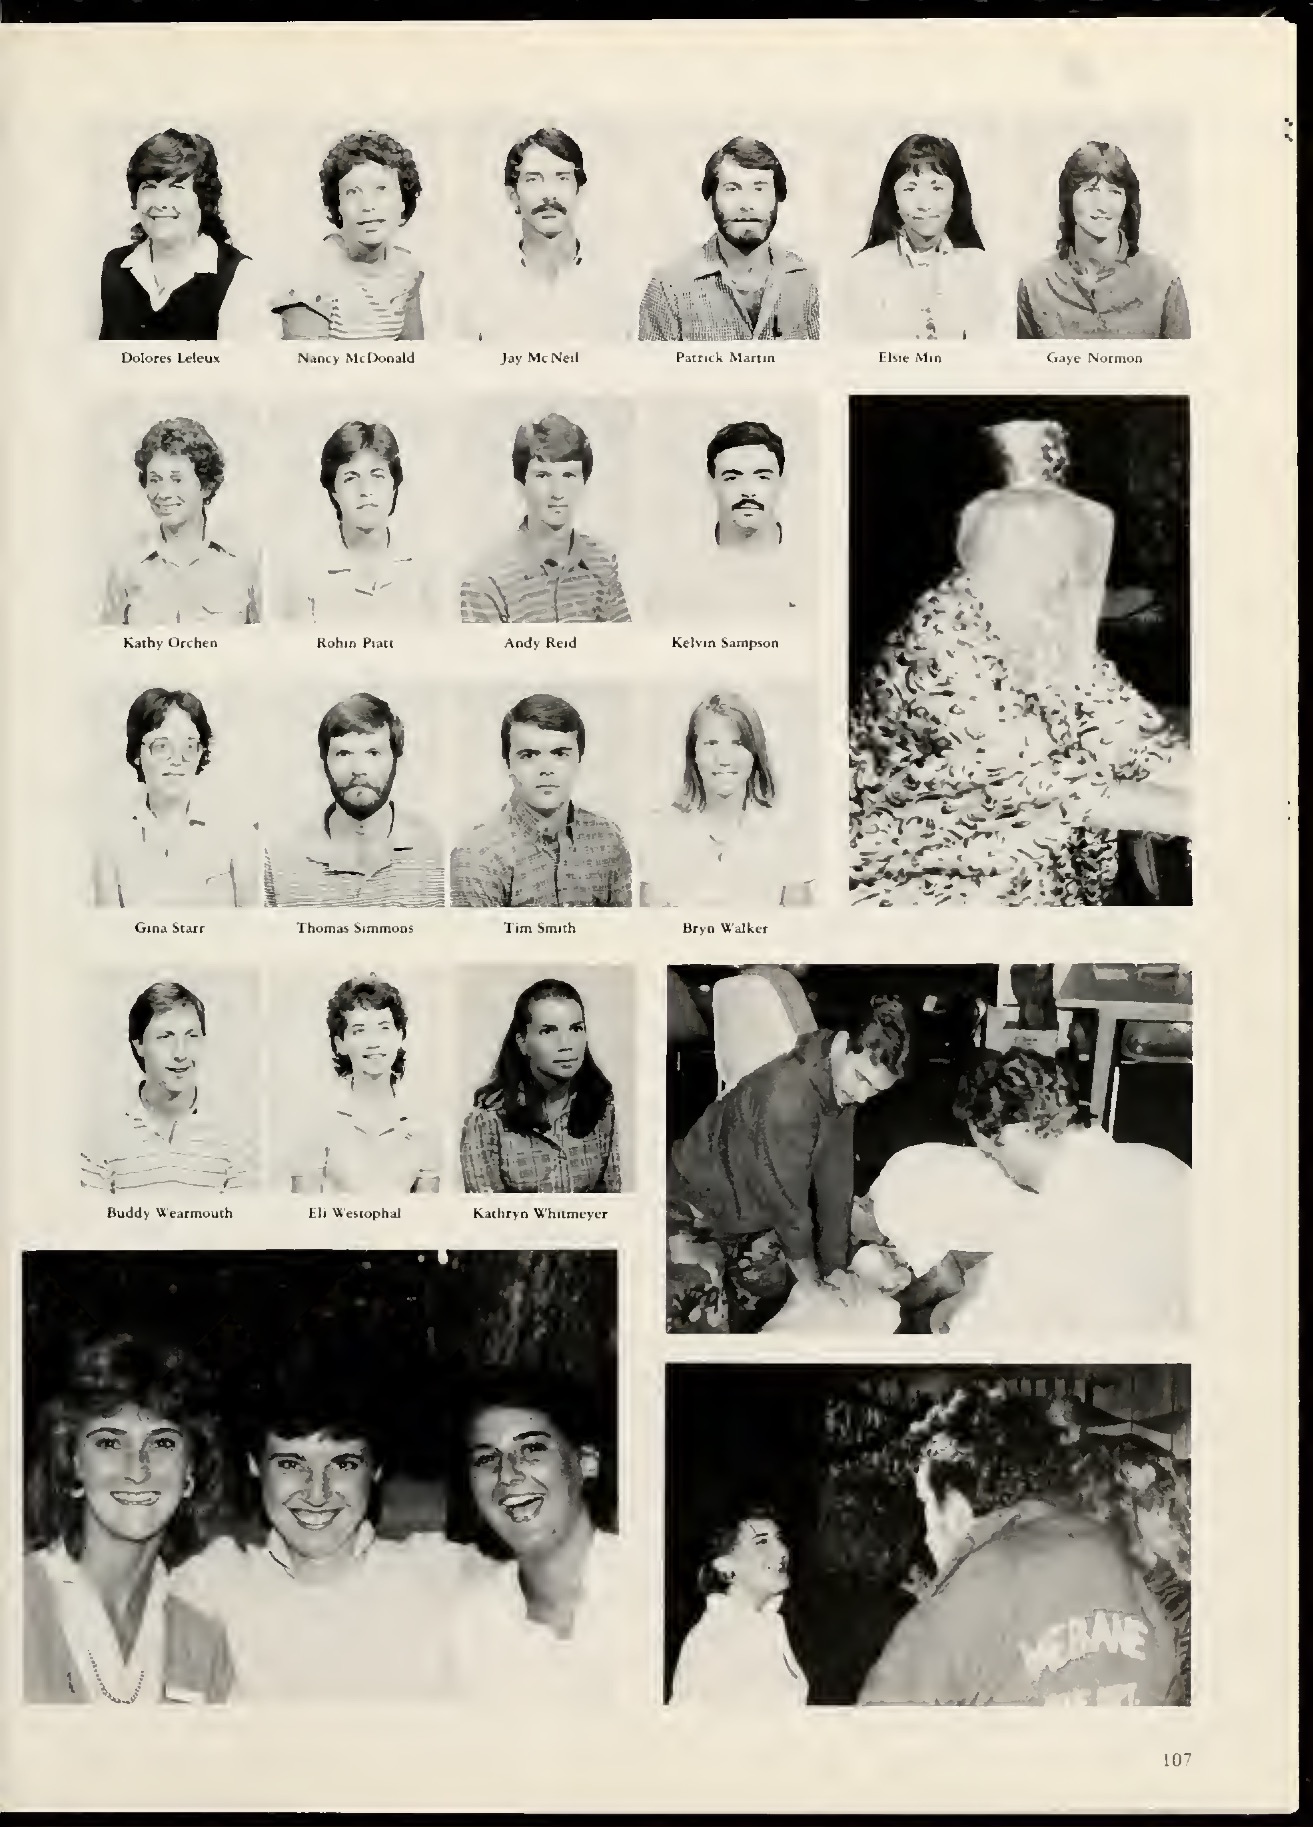 Dolores Leleux Nancy McDonald Jay McNeil Patrick Martin Elsie Min Gaye Normon
Kathy Orchen Robin Piatt Andy Reid Kelvin Sampson
Gina Starr Thomas Simmons Tim Smith Bryn Walker
Buddy Wearmouth Eli Westophal Kathryn Whitmeyer
MEBANE
107